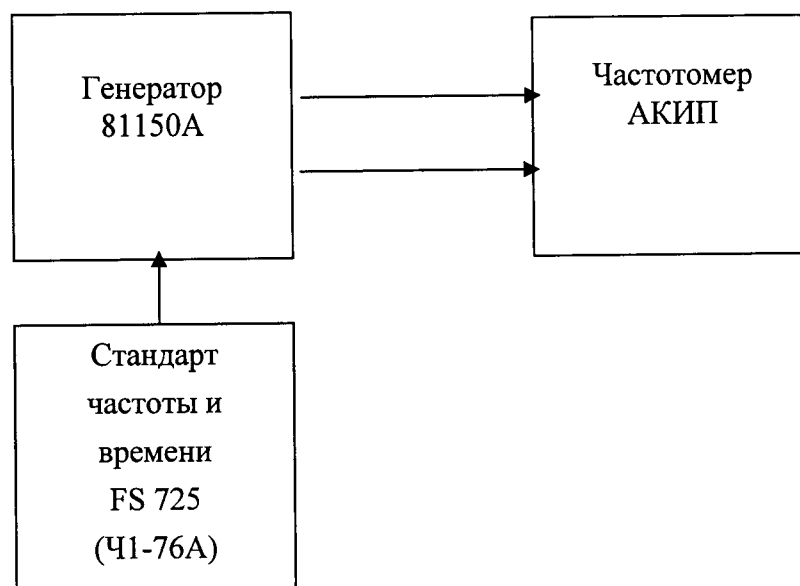 Генератор
81150А
Частотомер
АКИП
Стандарт
частоты и
времени
FS 725
(Ч1-76А)